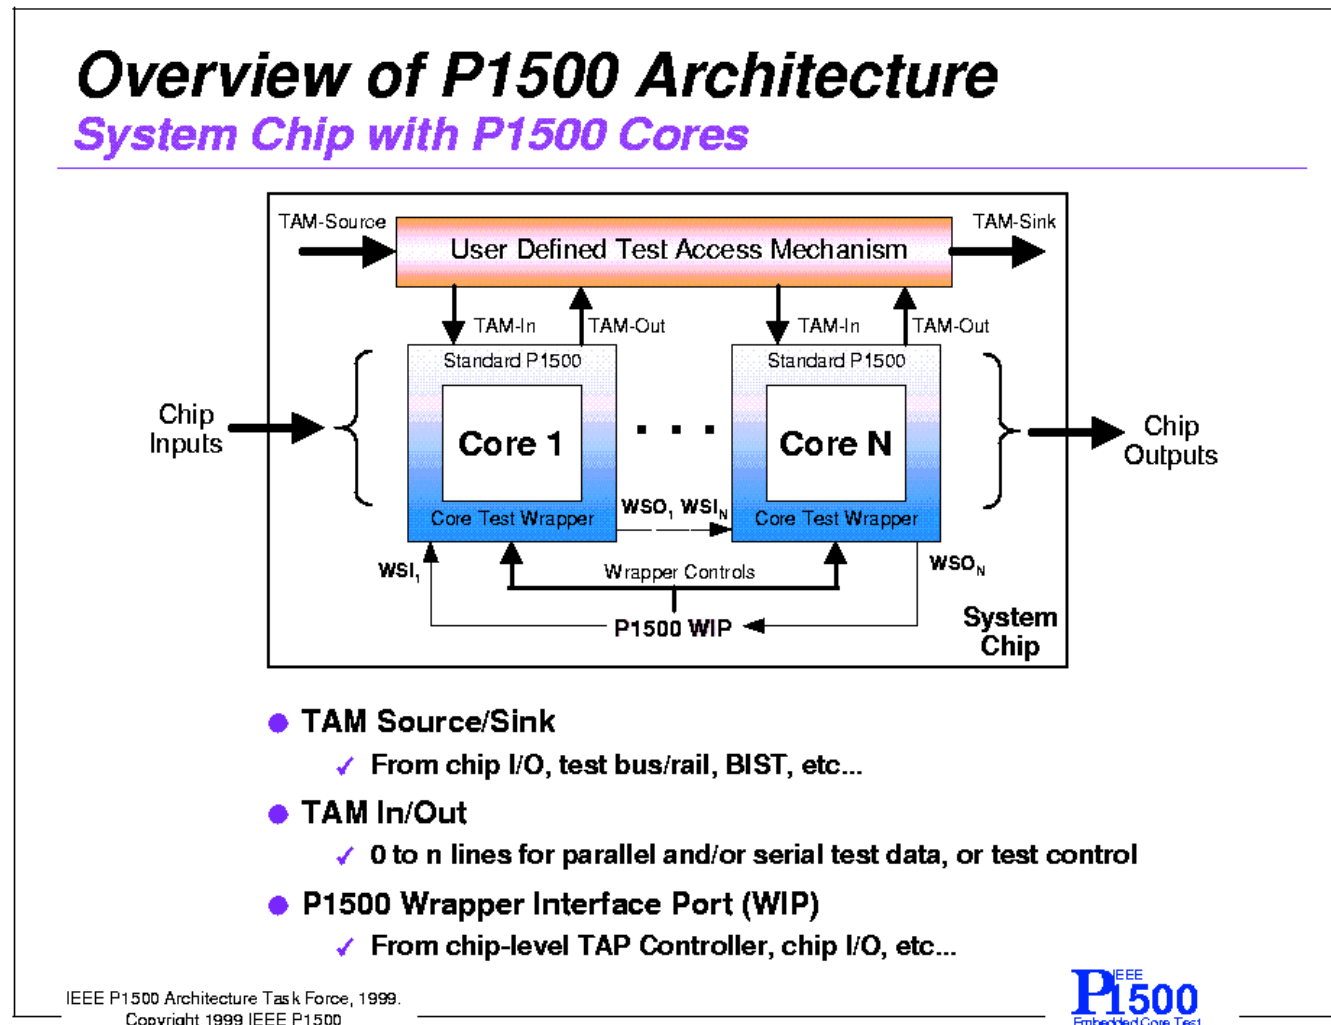 Overview of P1500 Architecture
System Chip with P1500 Cores
TAM-Source
TAM-Sink
User Defined Test Access Mechanism
TAM-In
TAM-Out
TAM-In
TAM-Out
Standard P1500
Standard P1500
Chip
Inputs
Core 1
. . .
Core N
Chip
Outputs
WSO1 WSIN
Core Test Wrapper
Core Test Wrapper
WSI1
Wrapper Controls
WSON
P1500 WIP
System
Chip
TAM Source/Sink
✓ From chip I/O, test bus/rail, BIST, etc...
TAM In/Out
✓ 0 to n lines for parallel and/or serial test data, or test control
P1500 Wrapper Interface Port (WIP)
✓ From chip-level TAP Controller, chip I/O, etc...
IEEE P1500 Architecture Task Force, 1999.
Copyright 1999 IEEE P1500
IEEE
P1500
Embedded Core Test